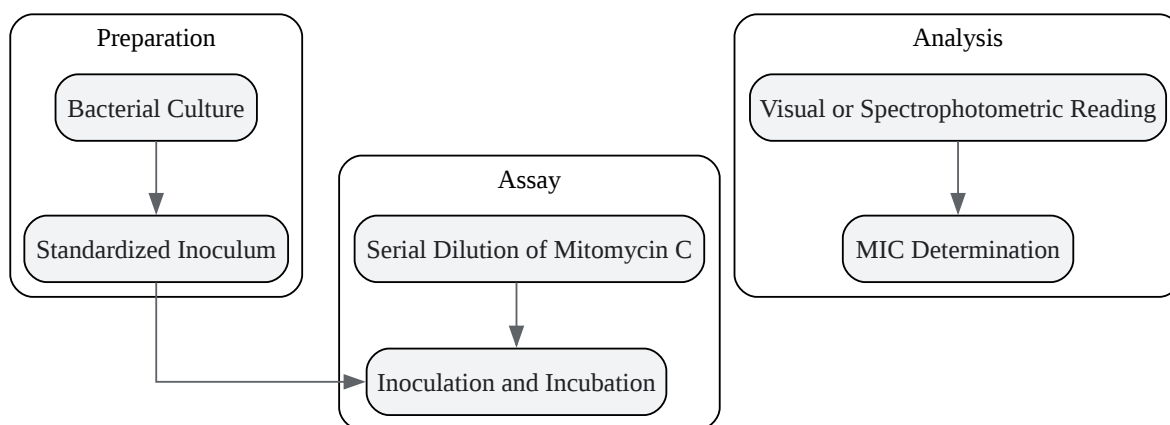 Preparation
Bacterial Culture
Standardized Inoculum
Assay
Serial Dilution of Mitomycin C
Inoculation and Incubation
Analysis
Visual or Spectrophotometric Reading
MIC Determination